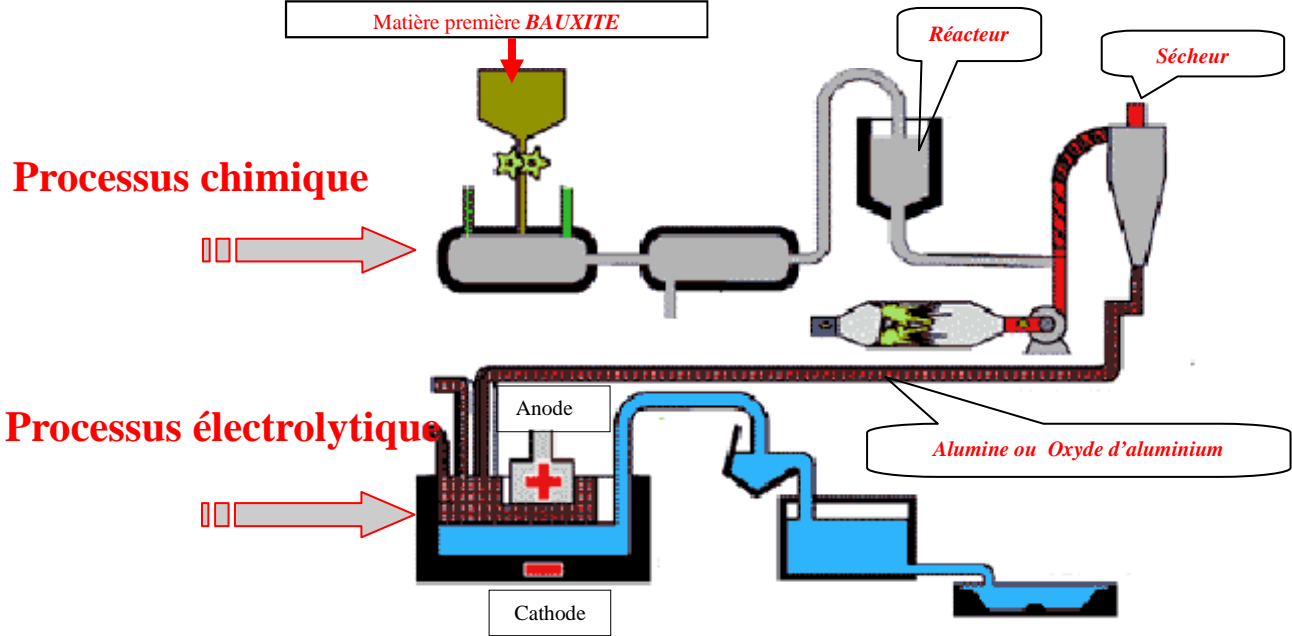 Matière première BAUXITE
Réacteur
Sécheur
Processus chimique
Anode
Processus électrolytique
Alumine ou Oxyde d'aluminium
Cathode